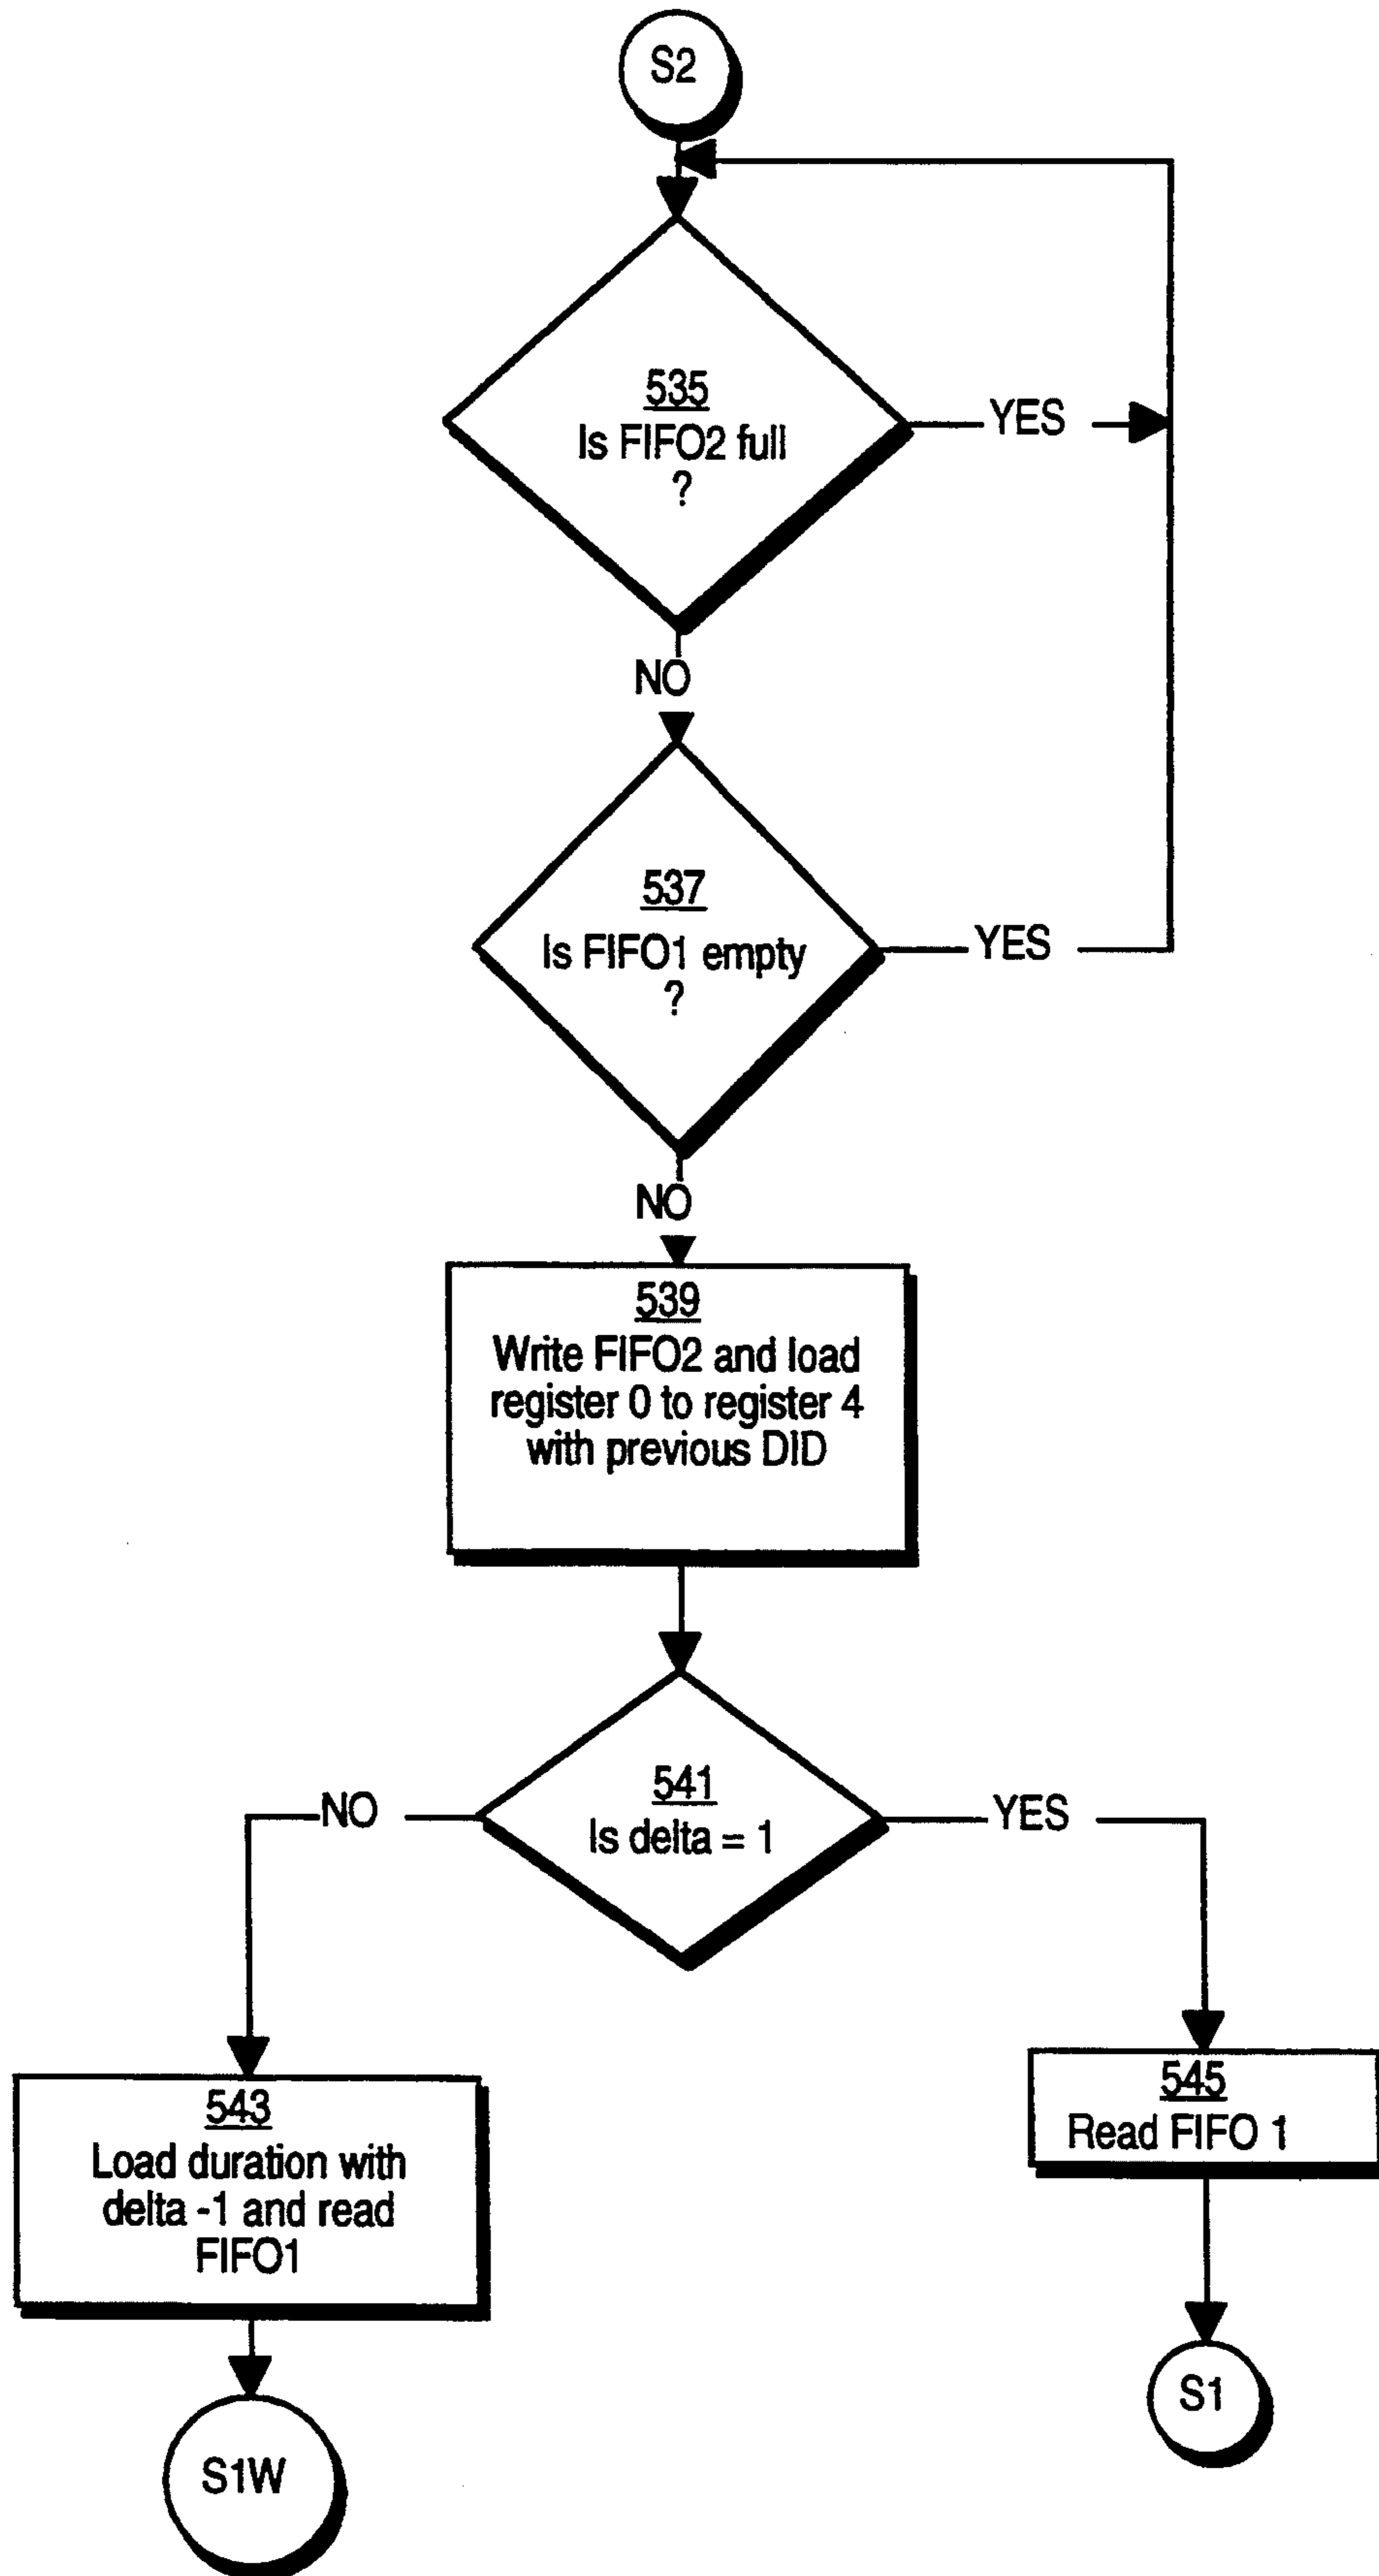 S2
535
Is FIFO2 full
?
YES
NO
537
Is FIFO1 empty
?
YES
NO
539
Write FIFO2 and load
register 0 to register 4
with previous DID
541
Is delta = 1
NO
YES
543
Load duration with
delta -1 and read
FIFO1
545
Read FIFO 1
S1W
S1